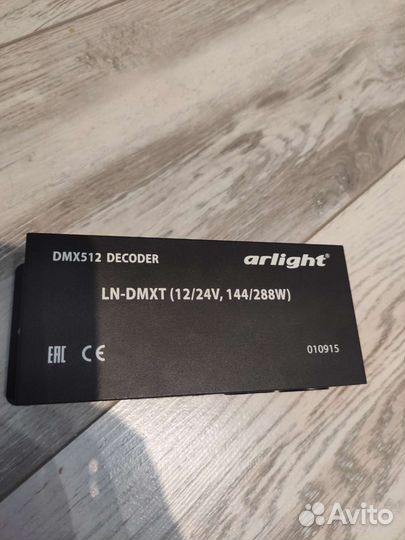 DMX512 DECODER arlight®
LN-DMXT (12/24V, 144/288W)
EAC CE 010915
Avito